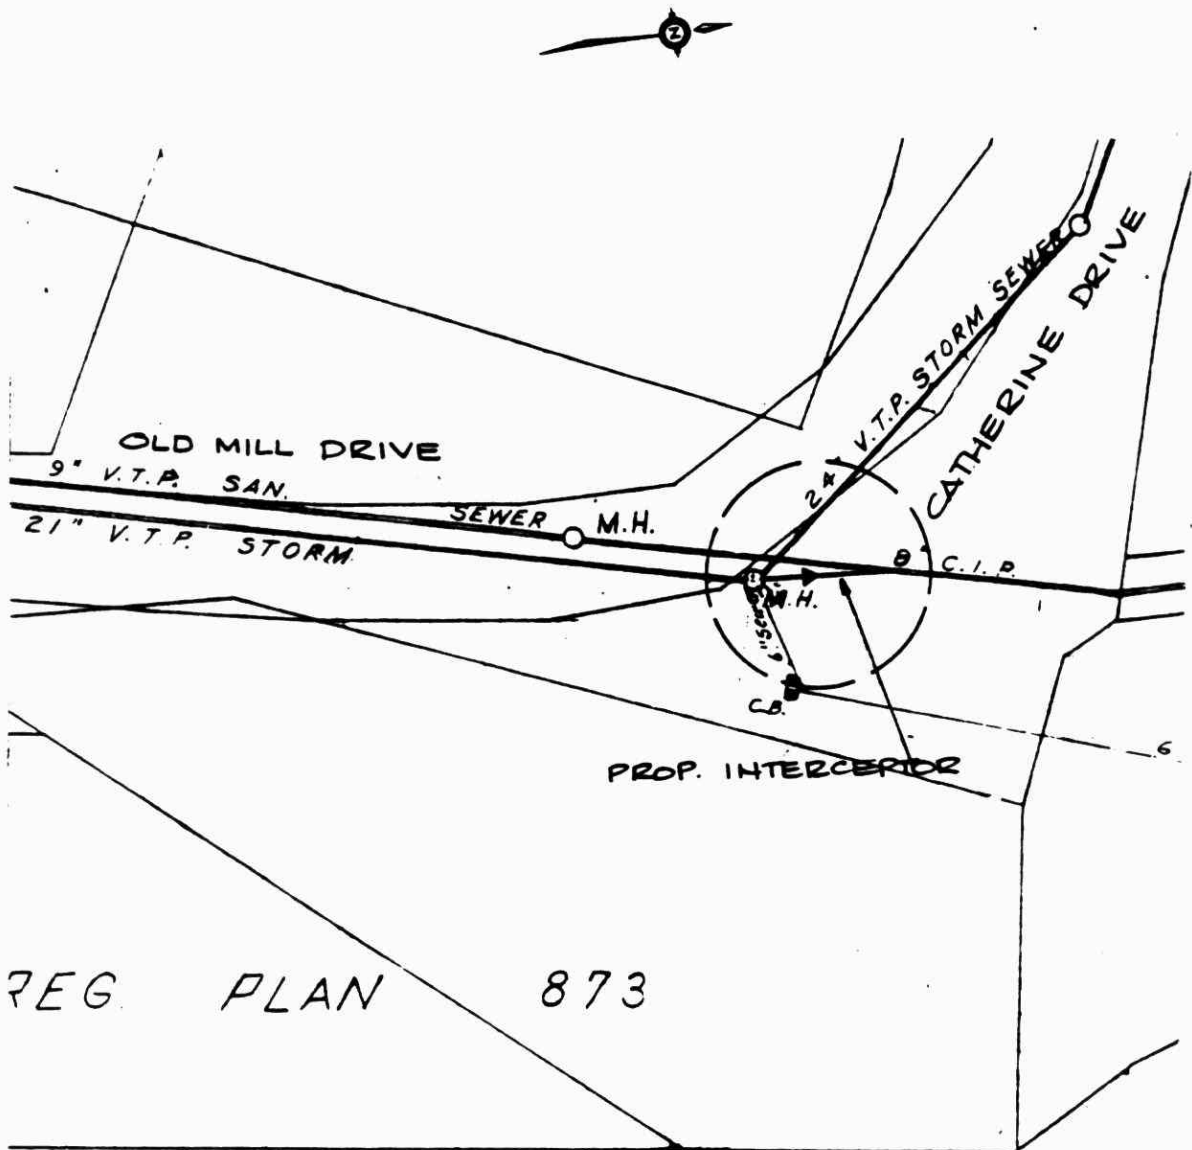 Z
24" V.T.P. STORM SEWER
CATHERINE DRIVE
OLD MILL DRIVE
9" V.T.P. SAN. SEWER
M.H.
21" V.T.P. STORM
8" C.I.P.
M.H.
6"
C.B.
6
PROP. INTERCEPTOR
REG. PLAN 873